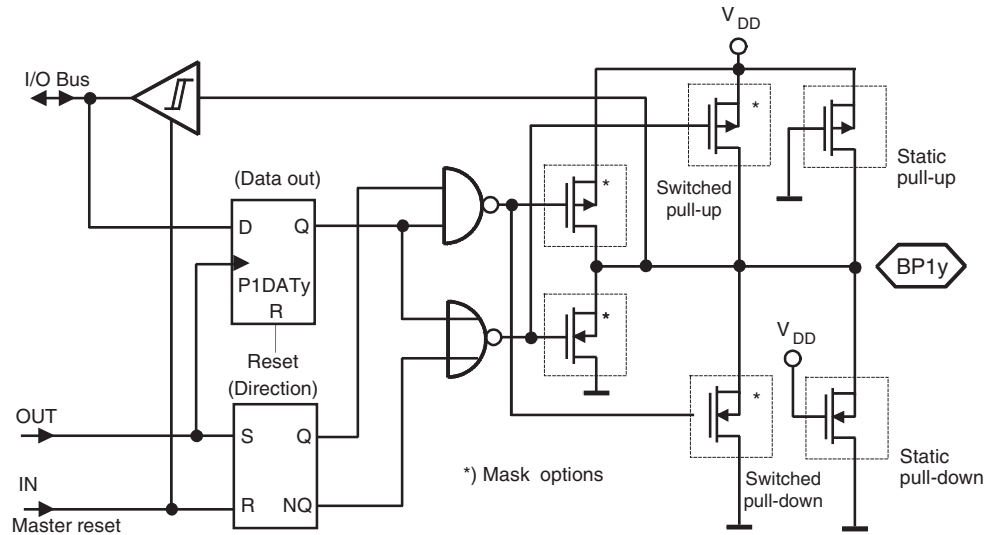 V DD
I/O Bus
*
*
Static
pull-up
(Data out)
Switched
pull-up
D Q
P1DATy
R
BP1y
*
V DD
Reset
(Direction)
*
OUT
S Q
*) Mask options
Static
pull-down
IN
Switched
pull-down
R NQ
Master reset